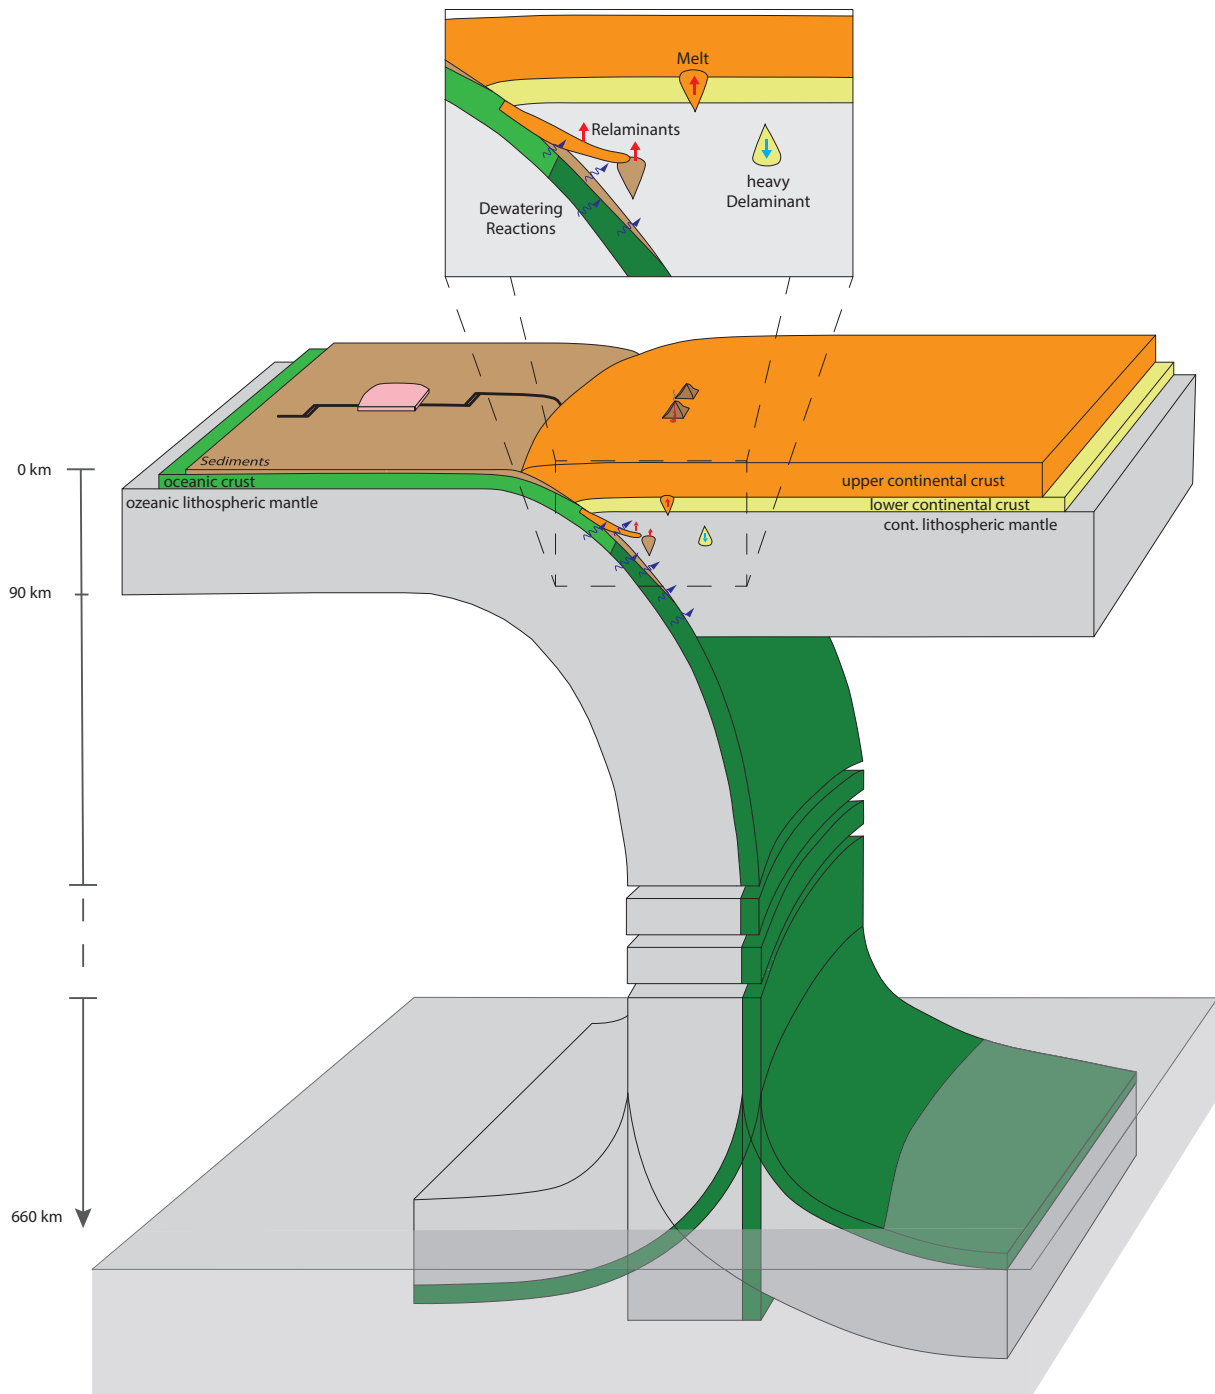 Melt
Relaminants
heavy
Delaminant
Dewatering
Reactions
0 km
Sediments
oceanic crust
ozeanic lithospheric mantle
upper continental crust
lower continental crust
cont. lithospheric mantle
90 km
660 km